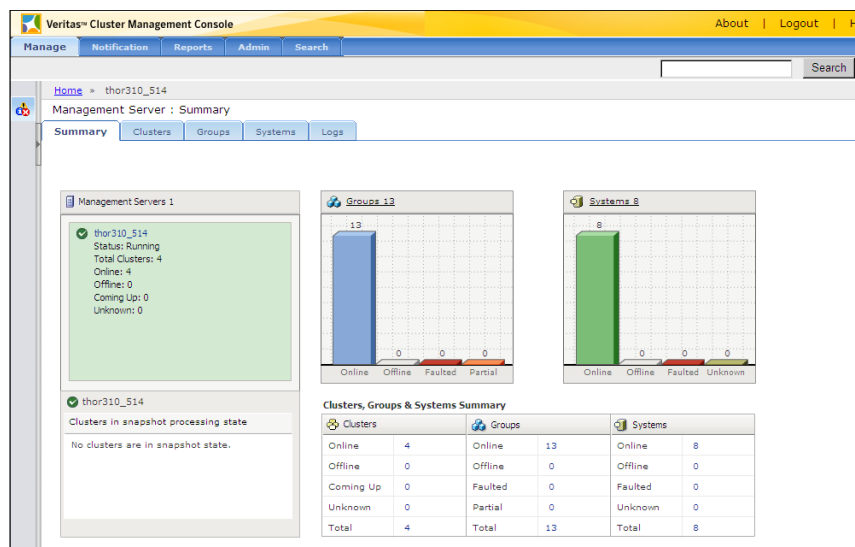 Veritas™ Cluster Management Console
About | Logout | H
Manage Notification Reports Admin Search
Search
Home » thor310_514
Management Server : Summary
Summary Clusters Groups Systems Logs
Management Servers 1
thor310_514
Status: Running
Total Clusters: 4
Online: 4
Offline: 0
Coming Up: 0
Unknown: 0
thor310_514
Clusters in snapshot processing state
No clusters are in snapshot state.
Groups 13
13
0 0 0
Online Offline Faulted Partial
Systems 8
8
0 0 0
Online Offline Faulted Unknown
Clusters, Groups & Systems Summary
Clusters Groups Systems
Online 4 Online 13 Online 8
Offline 0 Offline 0 Offline 0
Coming Up 0 Faulted 0 Faulted 0
Unknown 0 Partial 0 Unknown 0
Total 4 Total 13 Total 8